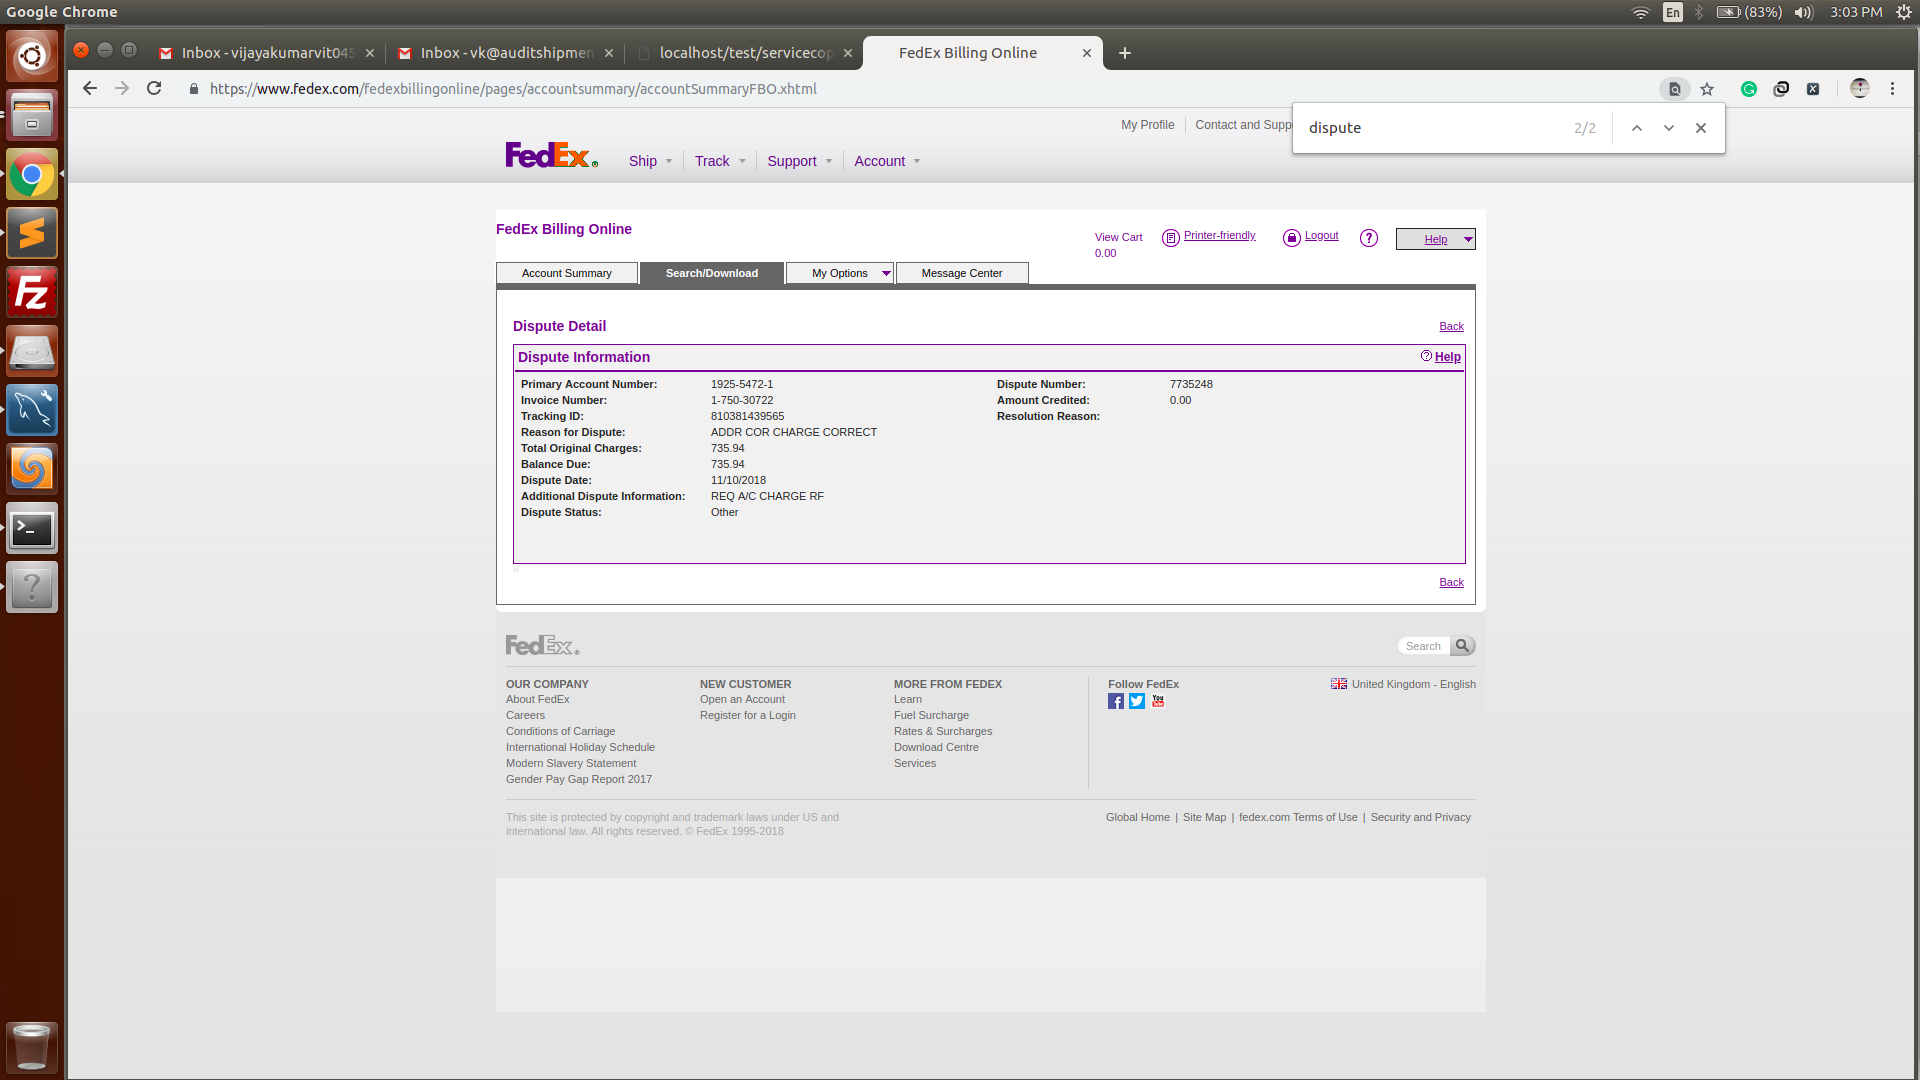 Google Chrome
En
(83%)
3:03 PM
Inbox - vijayakumarvit045
Inbox - vk@auditshipmen
localhost/test/servicecop
FedEx Billing Online
https://www.fedex.com/fedexbillingonline/pages/accountsummary/accountSummaryFBO.xhtml
dispute
2/2
My Profile
Contact and Suppo
FedEx
Ship
Track
Support
Account
FedEx Billing Online
View Cart
0.00
Printer-friendly
Logout
?
Help
Account Summary
Search/Download
My Options
Message Center
Dispute Detail
Back
Dispute Information
? Help
Primary Account Number: 1925-5472-1
Dispute Number: 7735248
Invoice Number: 1-750-30722
Amount Credited: 0.00
Tracking ID: 810381439565
Resolution Reason:
Reason for Dispute: ADDR COR CHARGE CORRECT
Total Original Charges: 735.94
Balance Due: 735.94
Dispute Date: 11/10/2018
Additional Dispute Information: REQ A/C CHARGE RF
Dispute Status: Other
Back
FedEx®
Search
OUR COMPANY
About FedEx
Careers
Conditions of Carriage
International Holiday Schedule
Modern Slavery Statement
Gender Pay Gap Report 2017
NEW CUSTOMER
Open an Account
Register for a Login
MORE FROM FEDEX
Learn
Fuel Surcharge
Rates & Surcharges
Download Centre
Services
Follow FedEx
You Tube
United Kingdom - English
This site is protected by copyright and trademark laws under US and
international law. All rights reserved. © FedEx 1995-2018
Global Home | Site Map | fedex.com Terms of Use | Security and Privacy